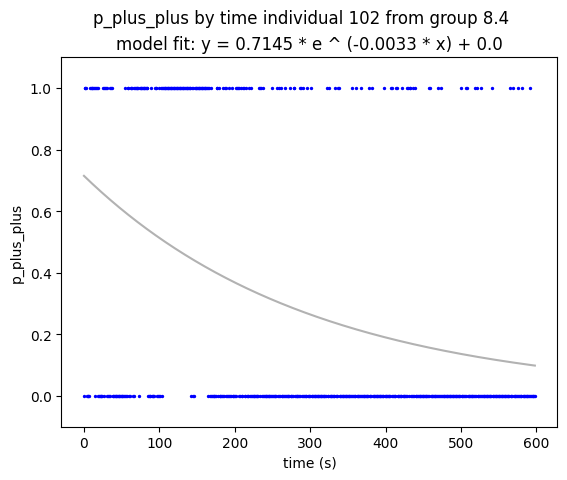 p_plus_plus by time individual 102 from group 8.4
model fit: y = 0.7145 * e ^ (-0.0033 * x) + 0.0
1.0
0.8
0.6
0.4
0.2
0.0
p_plus_plus
0 100 200 300 400 500 600
time (s)